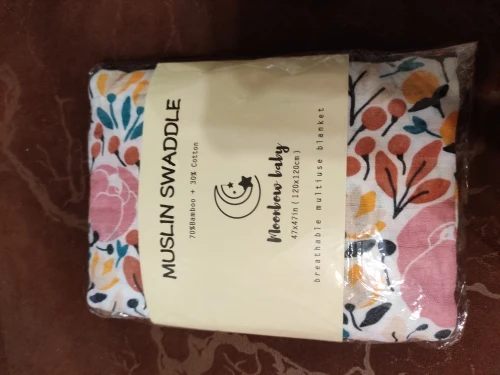 MUSLIN SWADDLE
70%Bamboo + 30% Cotton
Moonbow baby
47x47in(120x120cm)
breathable multiuse blanket